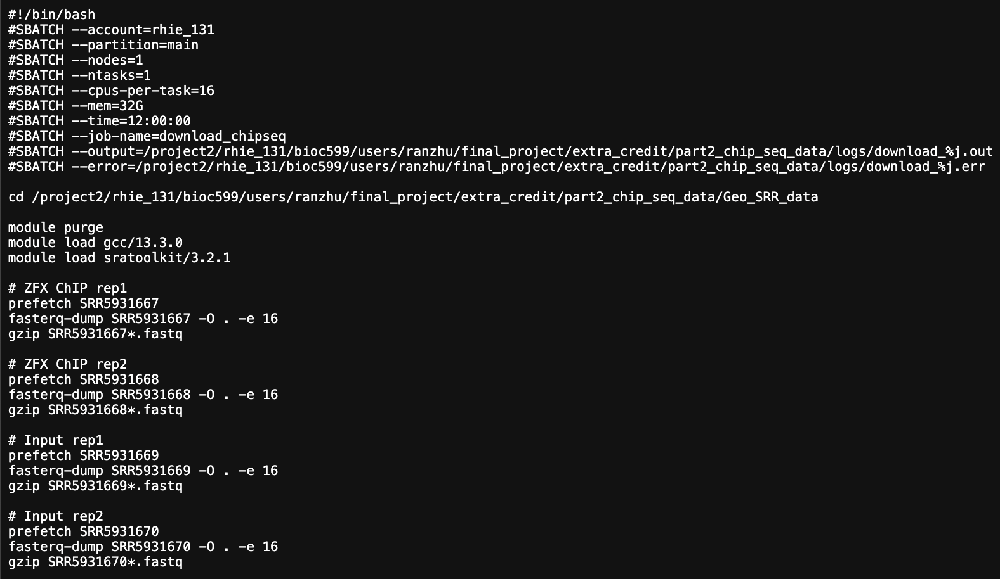 #!/bin/bash
#SBATCH --account=rhie_131
#SBATCH --partition=main
#SBATCH --nodes=1
#SBATCH --ntasks=1
#SBATCH --cpus-per-task=16
#SBATCH --mem=32G
#SBATCH --time=12:00:00
#SBATCH --job-name=download_chipseq
#SBATCH --output=/project2/rhie_131/bioc599/users/ranzhu/final_project/extra_credit/part2_chip_seq_data/logs/download_%j.out
#SBATCH --error=/project2/rhie_131/bioc599/users/ranzhu/final_project/extra_credit/part2_chip_seq_data/logs/download_%j.err

cd /project2/rhie_131/bioc599/users/ranzhu/final_project/extra_credit/part2_chip_seq_data/Geo_SRR_data

module purge
module load gcc/13.3.0
module load sratoolkit/3.2.1

# ZFX ChIP rep1
prefetch SRR5931667
fasterq-dump SRR5931667 -O . -e 16
gzip SRR5931667*.fastq

# ZFX ChIP rep2
prefetch SRR5931668
fasterq-dump SRR5931668 -O . -e 16
gzip SRR5931668*.fastq

# Input rep1
prefetch SRR5931669
fasterq-dump SRR5931669 -O . -e 16
gzip SRR5931669*.fastq

# Input rep2
prefetch SRR5931670
fasterq-dump SRR5931670 -O . -e 16
gzip SRR5931670*.fastq